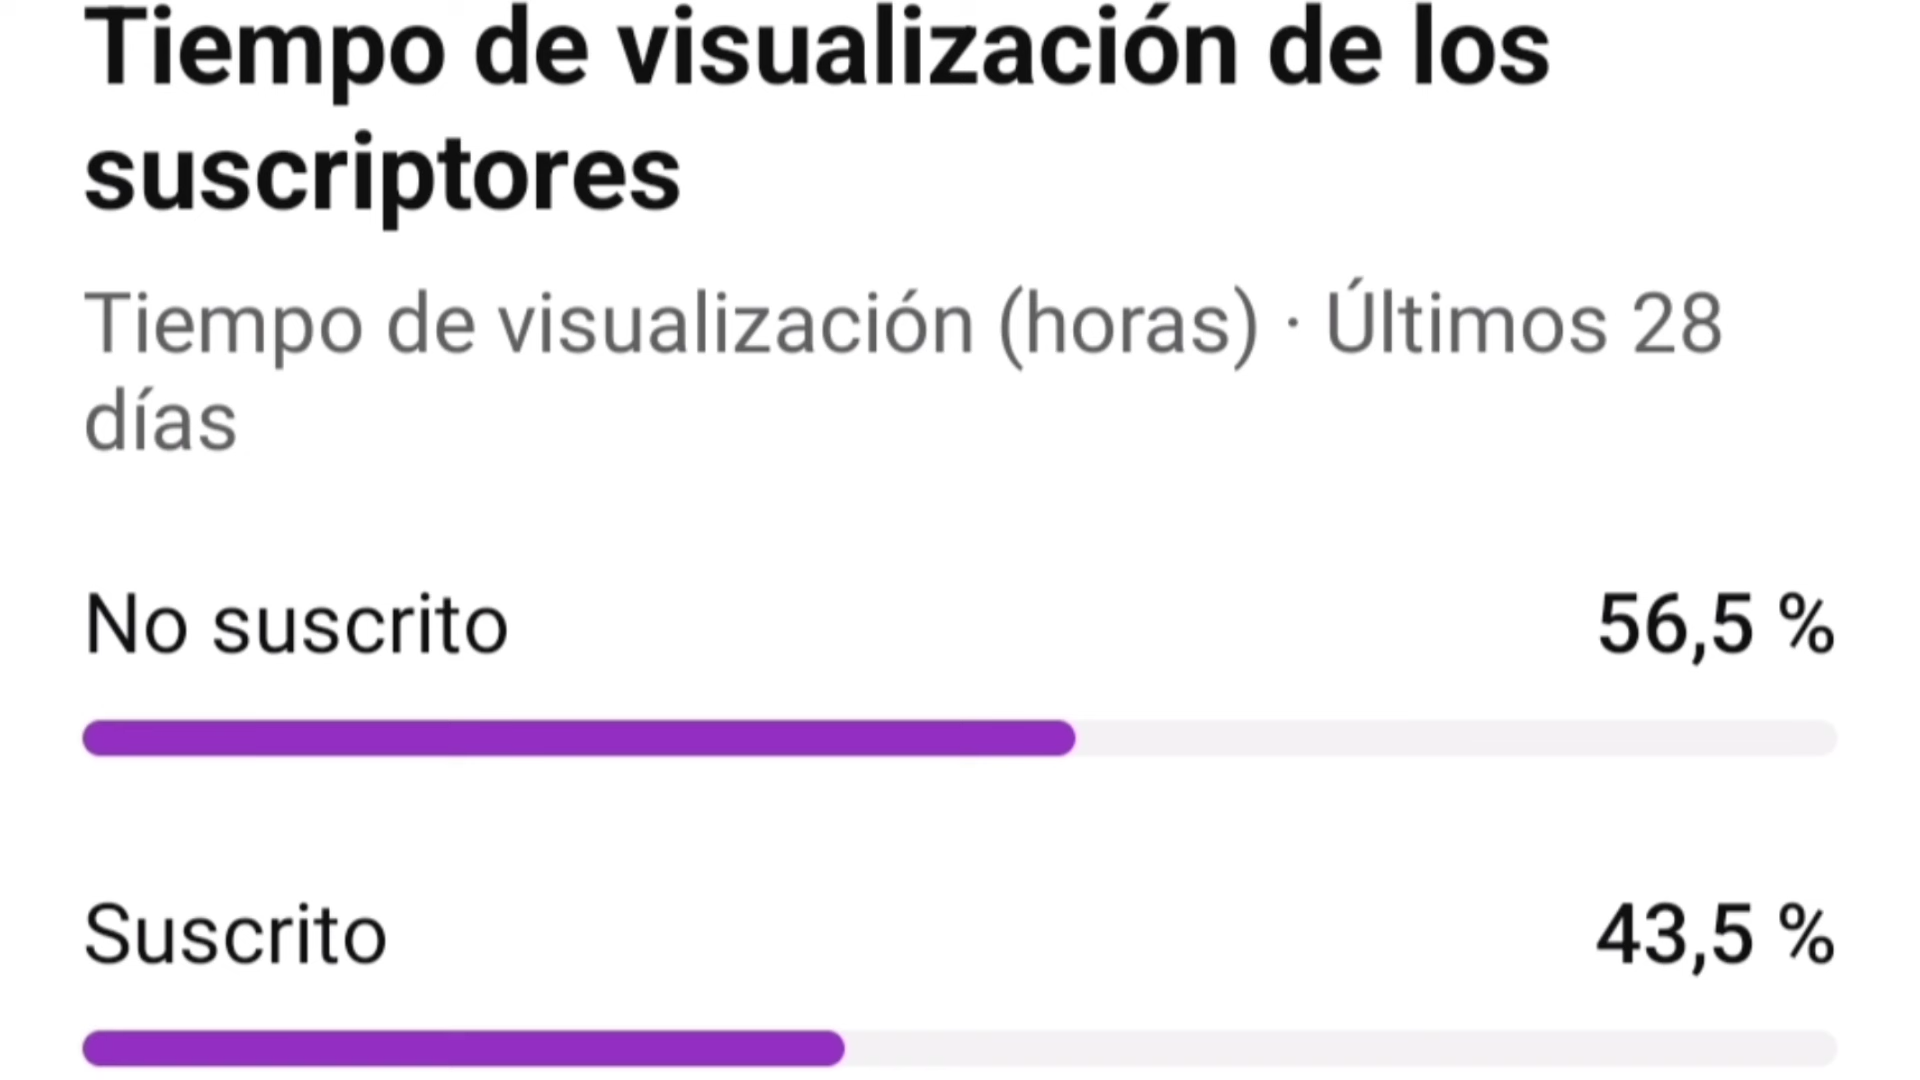 Tiempo de visualización de los
suscriptores
Tiempo de visualización (horas) · Últimos 28
días
No suscrito 56,5 %
Suscrito 43,5 %